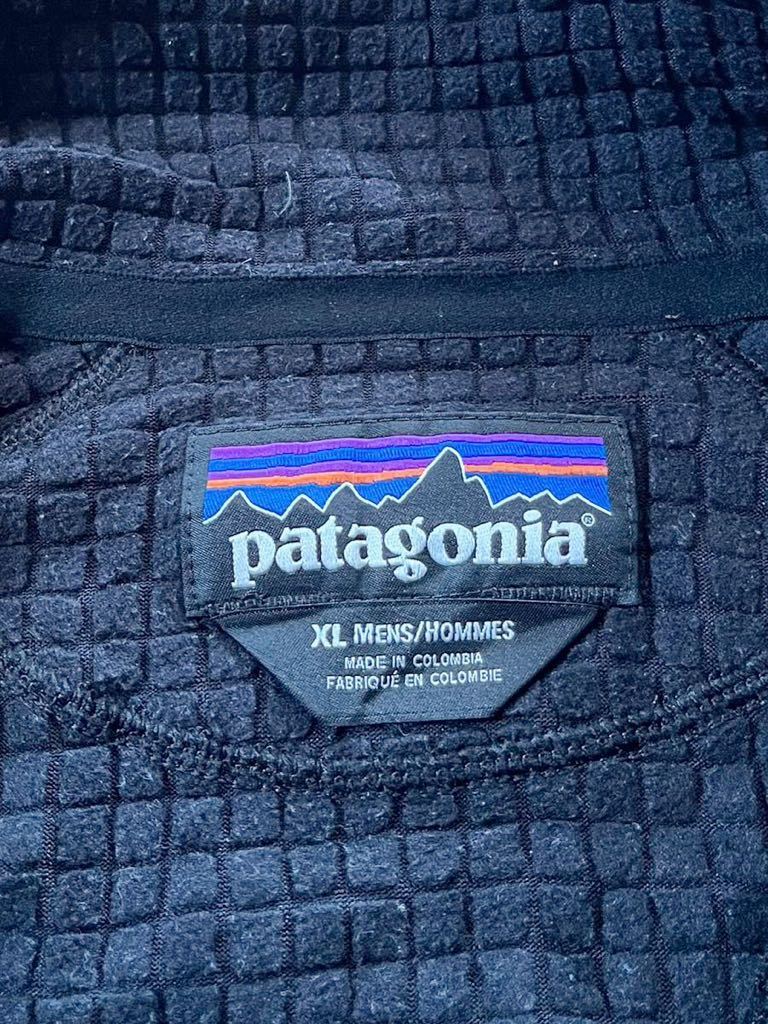 patagonia®
XL MENS/HOMMES
MADE IN COLOMBIA
FABRIQUÉ EN COLOMBIE